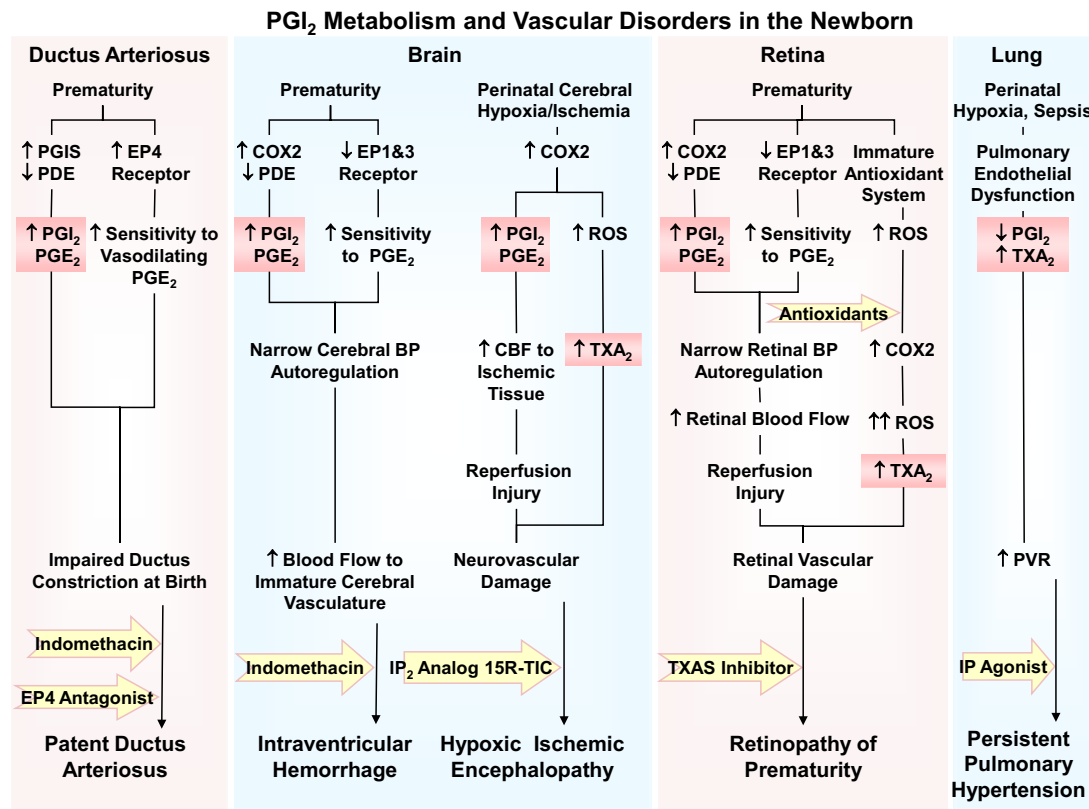 PGI₂ Metabolism and Vascular Disorders in the Newborn
Ductus Arteriosus
Prematurity
↑ PGIS
↓ PDE
↑ EP4
Receptor
↑ PGI₂
PGE₂
↑ Sensitivity to
Vasodilating
PGE₂
Impaired Ductus
Constriction at Birth
Indomethacin
EP4 Antagonist
Patent Ductus
Arteriosus
Brain
Prematurity
↑ COX2
↓ PDE
↓ EP1&3
Receptor
↑ PGI₂
PGE₂
↑ Sensitivity
to PGE₂
Narrow Cerebral BP
Autoregulation
↑ Blood Flow to
Immature Cerebral
Vasculature
Indomethacin
Intraventricular
Hemorrhage
Perinatal Cerebral
Hypoxia/Ischemia
↑ COX2
↑ PGI₂
PGE₂
↑ ROS
↑ CBF to
Ischemic
Tissue
↑ TXA₂
Reperfusion
Injury
Neurovascular
Damage
IP₂ Analog 15R-TIC
Hypoxic Ischemic
Encephalopathy
Retina
Prematurity
↑ COX2
↓ PDE
↓ EP1&3
Receptor
Immature
Antioxidant
System
↑ PGI₂
PGE₂
↑ Sensitivity
to PGE₂
↑ ROS
Antioxidants
Narrow Retinal BP
Autoregulation
↑ COX2
↑ Retinal Blood Flow
↑↑ ROS
Reperfusion
Injury
↑ TXA₂
Retinal Vascular
Damage
TXAS Inhibitor
Retinopathy of
Prematurity
Lung
Perinatal
Hypoxia, Sepsis
Pulmonary
Endothelial
Dysfunction
↓ PGI₂
↑ TXA₂
↑ PVR
IP Agonist
Persistent
Pulmonary
Hypertension